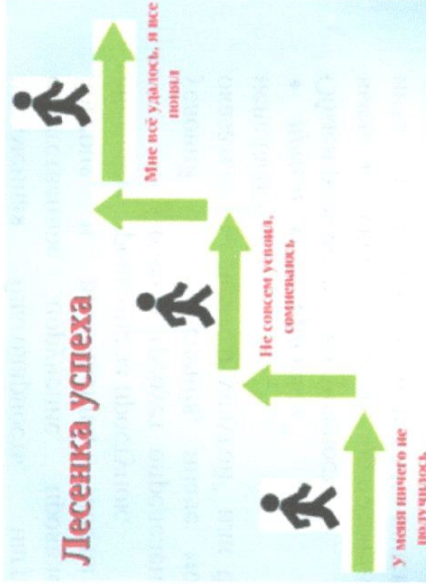 Лесенка успеха
Мне всё удалось, я все
понял
Не совсем усвоил,
сомневаюсь
У меня ничего не
получилось